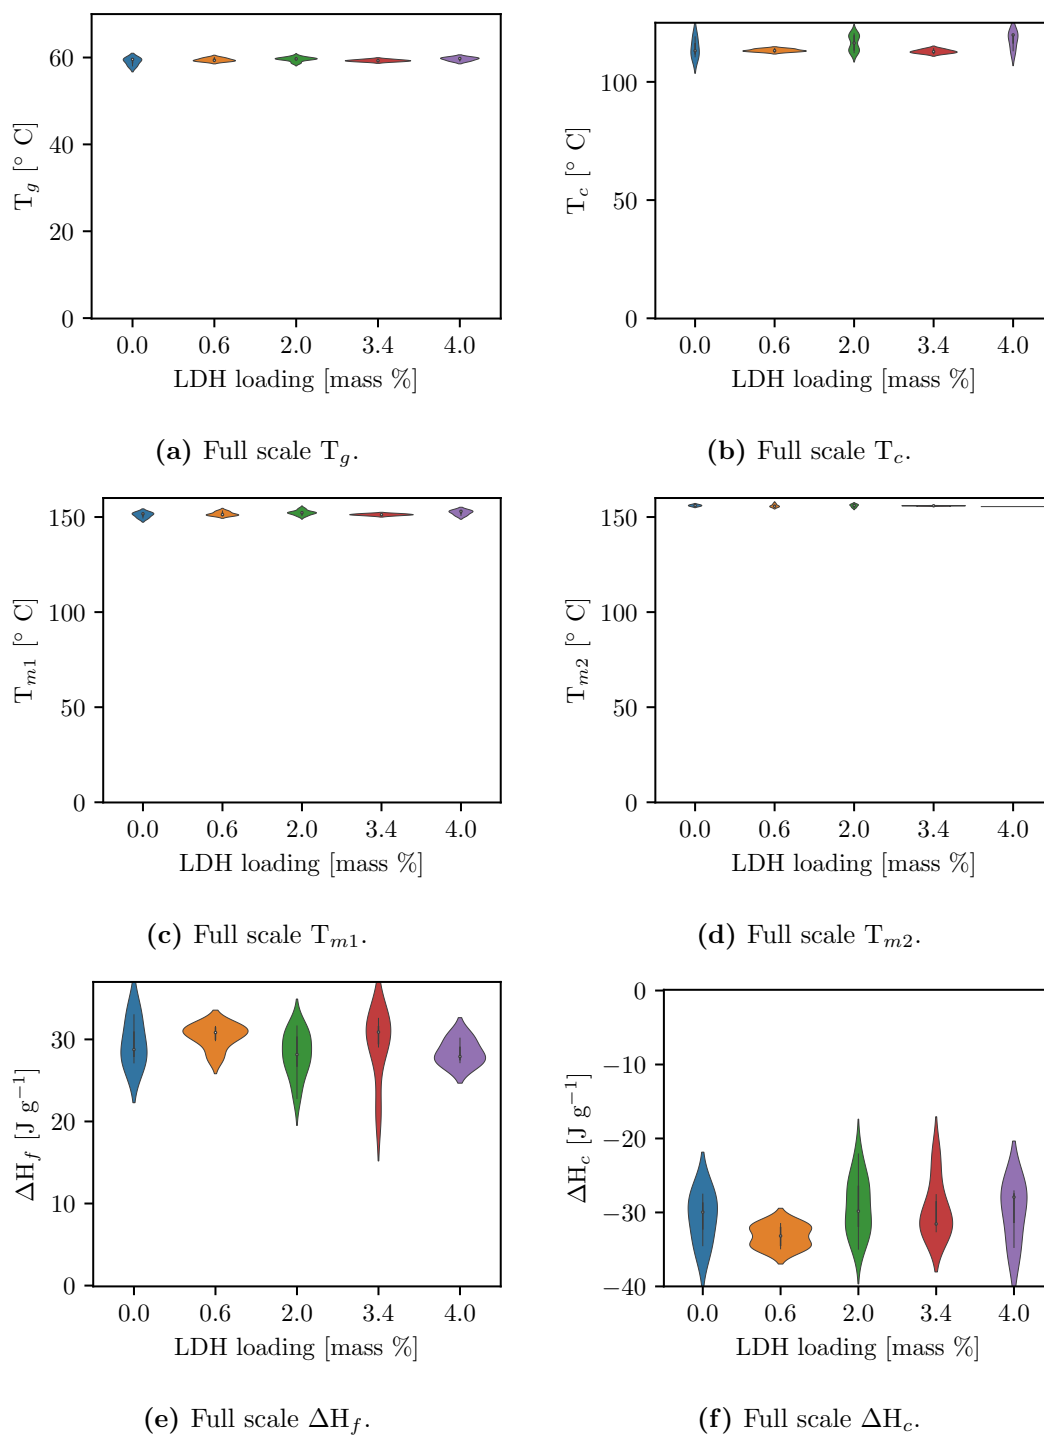 60
40
20
0
T_g [° C]
0.0 0.6 2.0 3.4 4.0
LDH loading [mass %]
(a) Full scale T_g.
100
50
0
T_c [° C]
0.0 0.6 2.0 3.4 4.0
LDH loading [mass %]
(b) Full scale T_c.
150
100
50
0
T_m1 [° C]
0.0 0.6 2.0 3.4 4.0
LDH loading [mass %]
(c) Full scale T_m1.
150
100
50
0
T_m2 [° C]
0.0 0.6 2.0 3.4 4.0
LDH loading [mass %]
(d) Full scale T_m2.
30
20
10
0
ΔH_f [J g⁻¹]
0.0 0.6 2.0 3.4 4.0
LDH loading [mass %]
(e) Full scale ΔH_f.
0
−10
−20
−30
−40
ΔH_c [J g⁻¹]
0.0 0.6 2.0 3.4 4.0
LDH loading [mass %]
(f) Full scale ΔH_c.